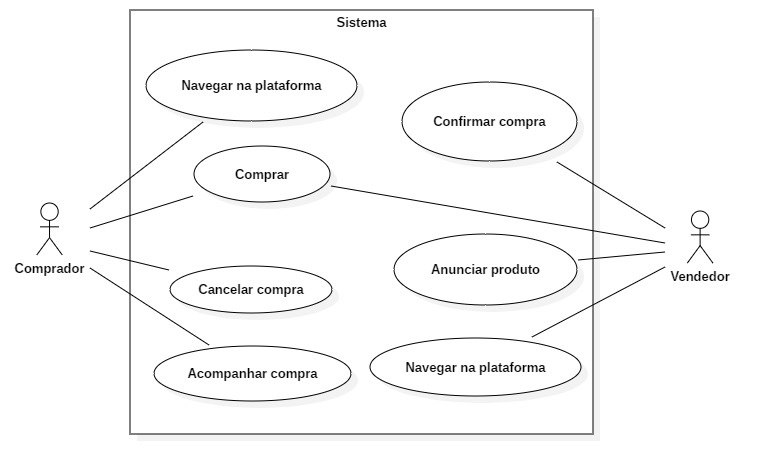 Sistema
Navegar na plataforma
Confirmar compra
Comprar
Comprador
Vendedor
Anunciar produto
Cancelar compra
Navegar na plataforma
Acompanhar compra